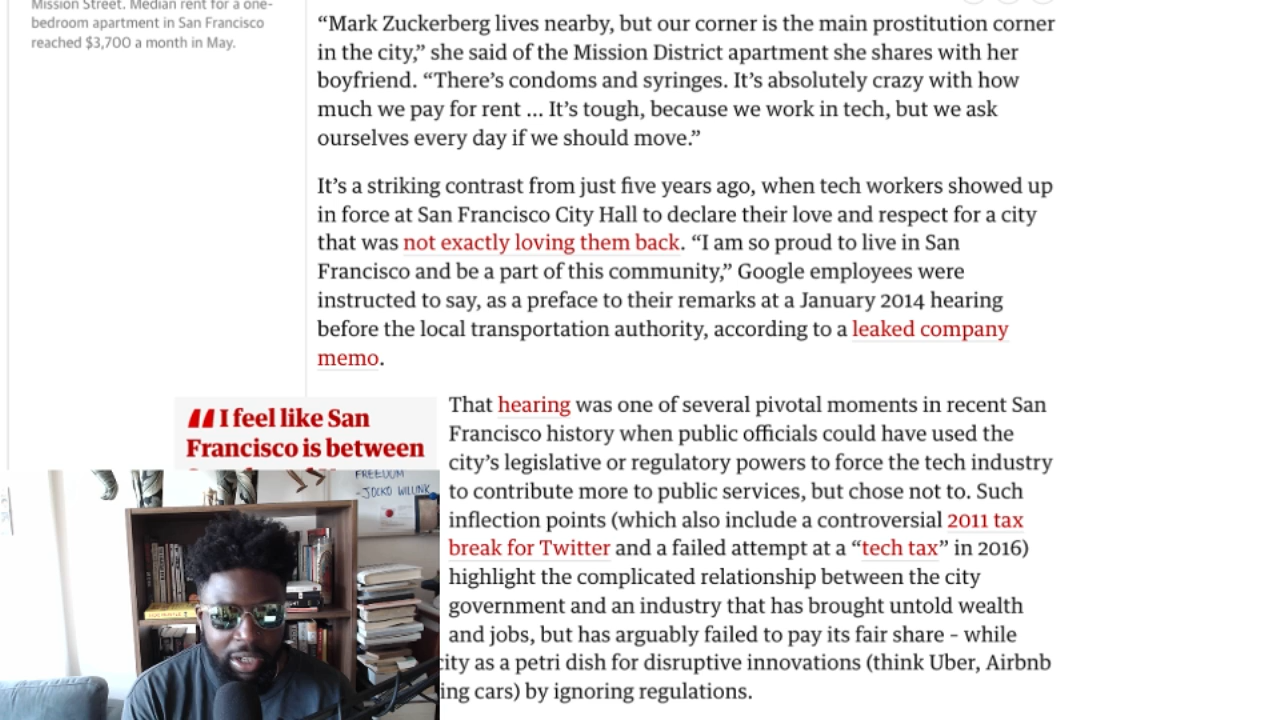 Mission Street. Median rent for a one-
bedroom apartment in San Francisco
reached $3,700 a month in May.
“Mark Zuckerberg lives nearby, but our corner is the main prostitution corner
in the city,” she said of the Mission District apartment she shares with her
boyfriend. “There’s condoms and syringes. It’s absolutely crazy with how
much we pay for rent ... It’s tough, because we work in tech, but we ask
ourselves every day if we should move.”
It’s a striking contrast from just five years ago, when tech workers showed up
in force at San Francisco City Hall to declare their love and respect for a city
that was not exactly loving them back. “I am so proud to live in San
Francisco and be a part of this community,” Google employees were
instructed to say, as a preface to their remarks at a January 2014 hearing
before the local transportation authority, according to a leaked company
memo.
I feel like San
Francisco is between
That hearing was one of several pivotal moments in recent San
Francisco history when public officials could have used the
city’s legislative or regulatory powers to force the tech industry
to contribute more to public services, but chose not to. Such
inflection points (which also include a controversial 2011 tax
break for Twitter and a failed attempt at a “tech tax” in 2016)
highlight the complicated relationship between the city
government and an industry that has brought untold wealth
and jobs, but has arguably failed to pay its fair share – while
city as a petri dish for disruptive innovations (think Uber, Airbnb
ing cars) by ignoring regulations.
FREEDOM
-JOCKO WILLINK